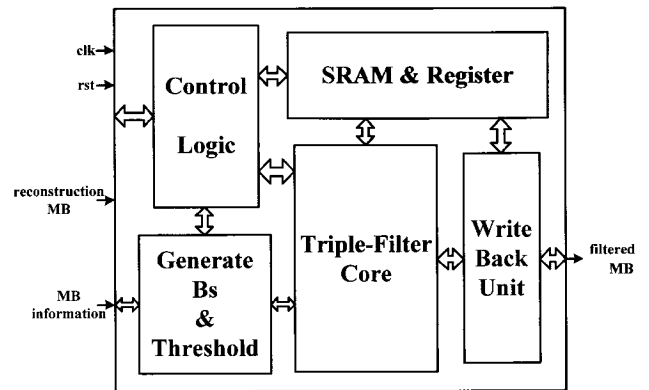 clk
rst
reconstruction
MB
MB
information
Control
Logic
SRAM & Register
Generate
Bs
&
Threshold
Triple-Filter
Core
Write
Back
Unit
filtered
MB